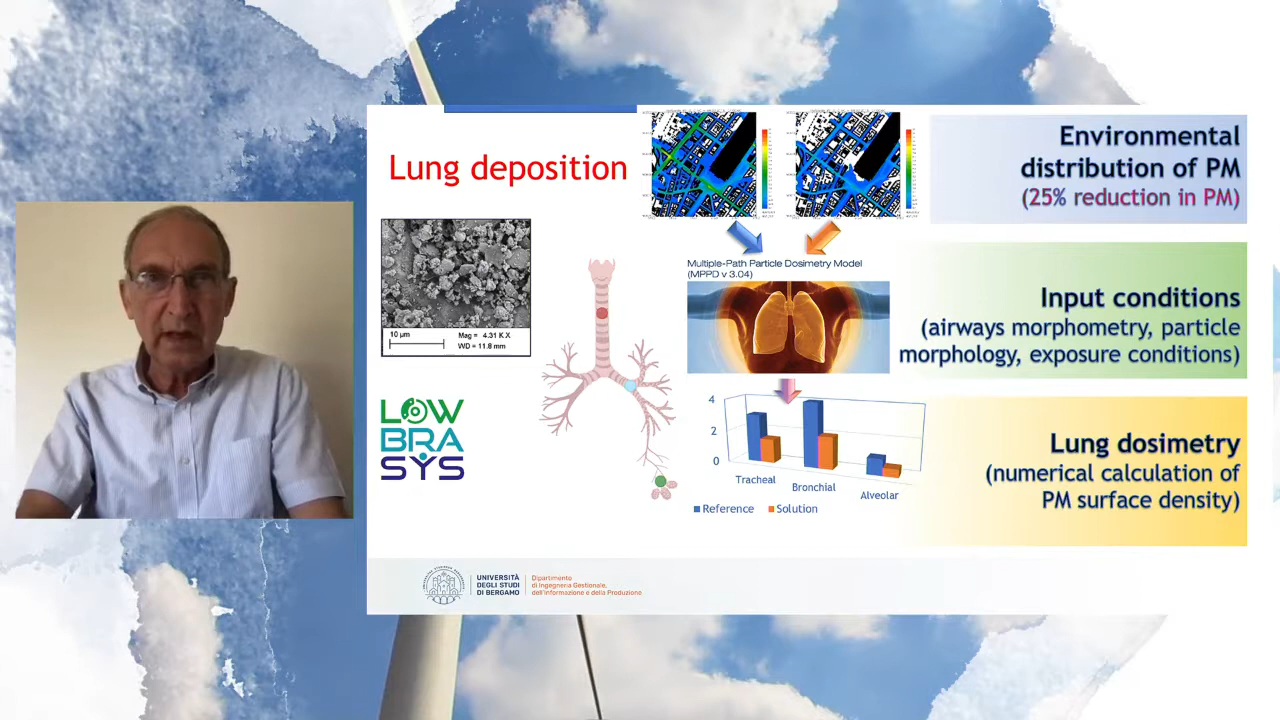 Lung deposition
Environmental
distribution of PM
(25% reduction in PM)
10 µm
Mag = 4.31 K X
WD = 11.8 mm
Multiple-Path Particle Dosimetry Model
(MPPD v 3.04)
Input conditions
(airways morphometry, particle
morphology, exposure conditions)
LOW
BRA
SYS
4
2
0
Tracheal
Bronchial
Alveolar
Reference
Solution
Lung dosimetry
(numerical calculation of
PM surface density)
UNIVERSITÀ
DEGLI STUDI
DI BERGAMO
Dipartimento
di Ingegneria Gestionale,
dell'Informazione e della Produzione